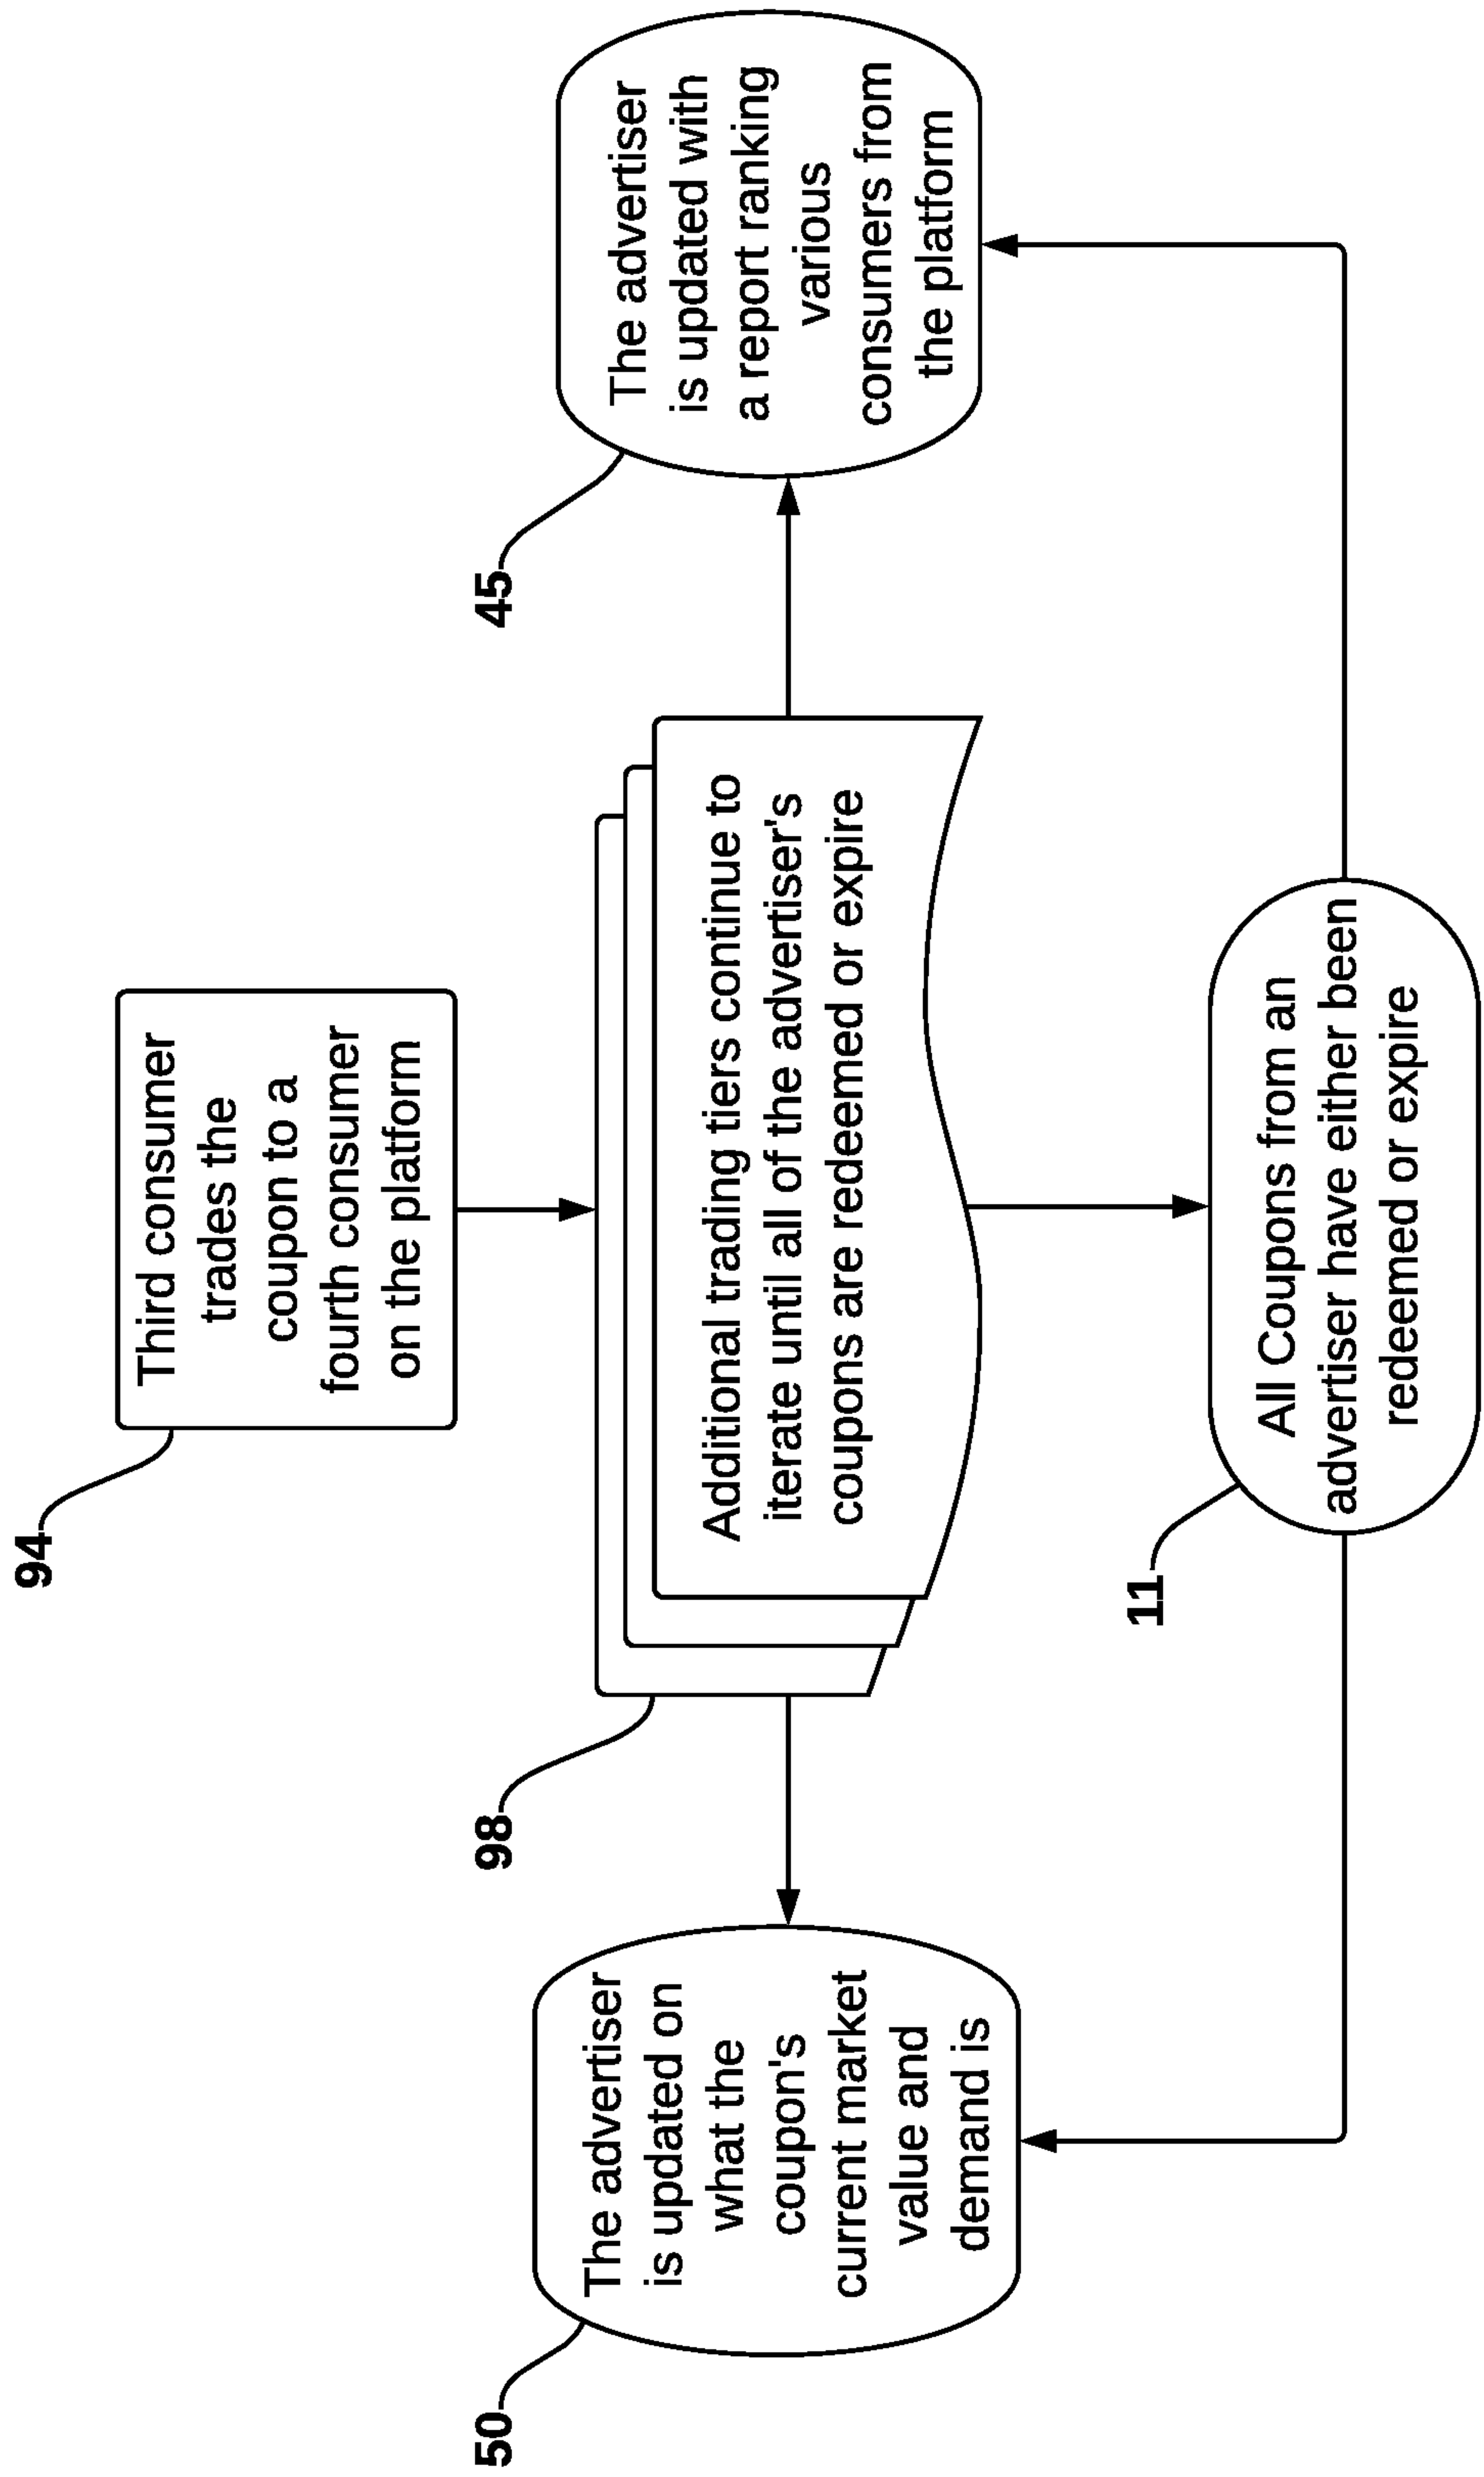 94
Third consumer
trades the
coupon to a
fourth consumer
on the platform
50
The advertiser
is updated on
what the
coupon's
current market
value and
demand is
98
Additional trading tiers continue to
iterate until all of the advertiser's
coupons are redeemed or expire
45
The advertiser
is updated with
a report ranking
various
consumers from
the platform
11
All Coupons from an
advertiser have either been
redeemed or expire